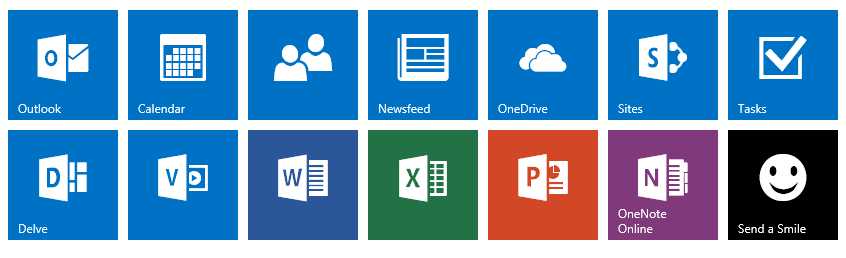 O
Outlook
Calendar
Newsfeed
OneDrive
S
Sites
Tasks
D
Delve
V
W
X
P
N
OneNote
Online
Send a Smile